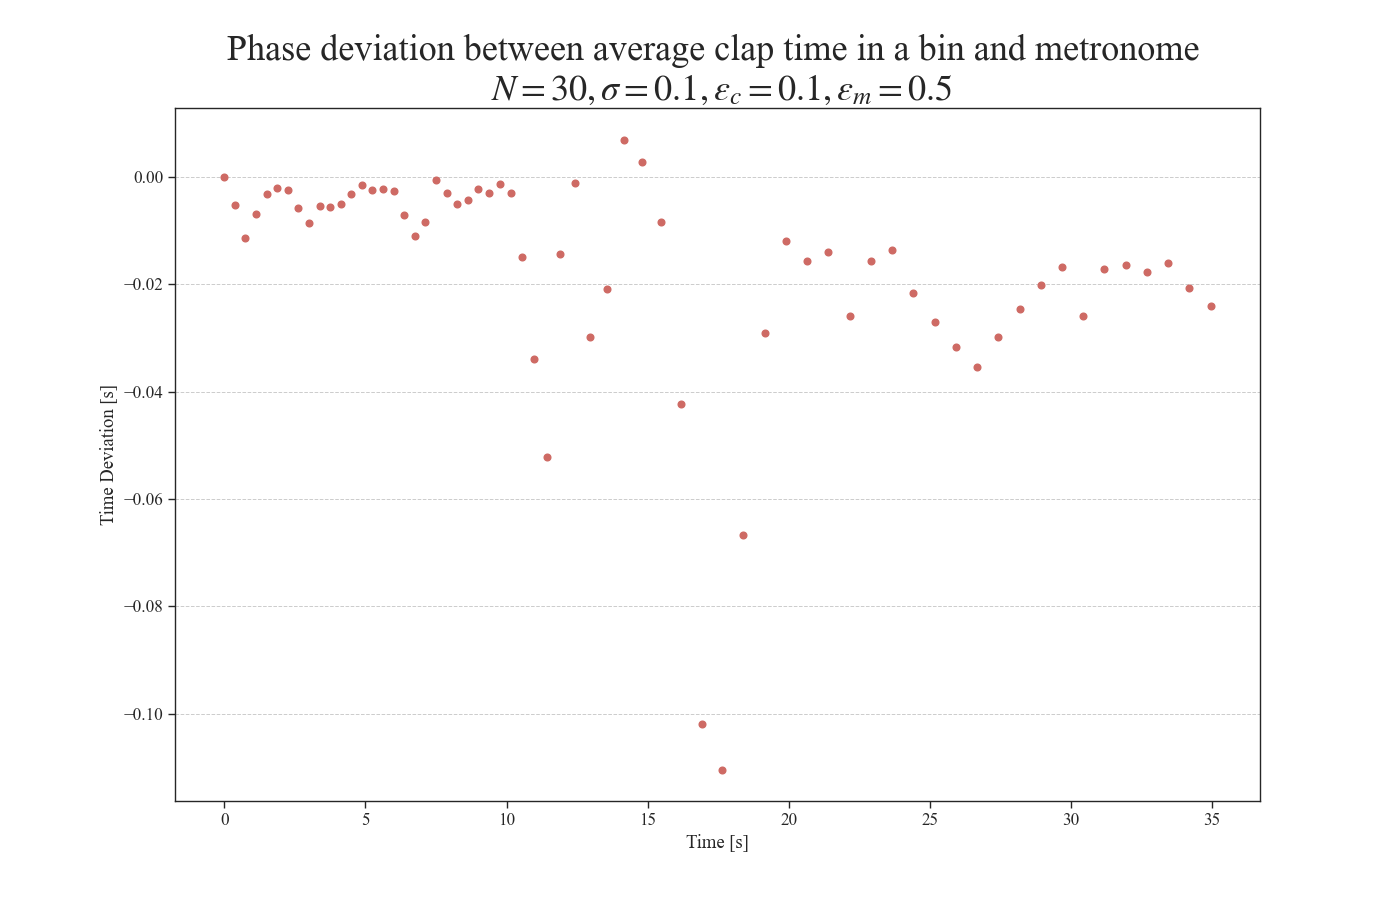 Phase deviation between average clap time in a bin and metronome
N = 30, σ = 0.1, ε_c = 0.1, ε_m = 0.5
0.00
−0.02
−0.04
−0.06
−0.08
−0.10
Time Deviation [s]
0 5 10 15 20 25 30 35
Time [s]